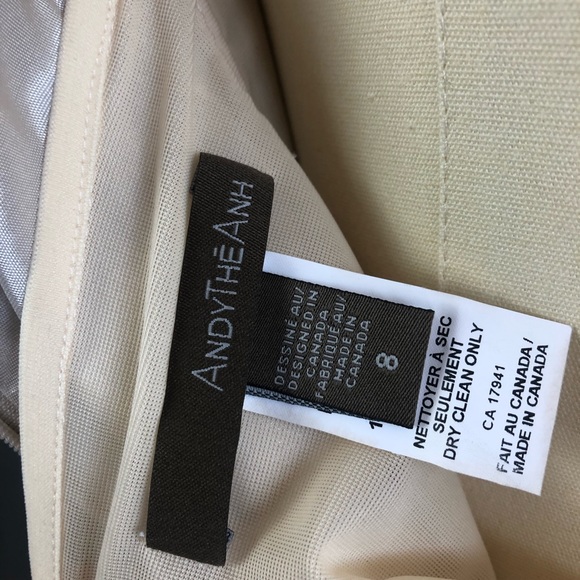 ANDYTHÊANH
DESSINÉ AU/
DESIGNED IN
CANADA
FABRIQUÉ AU/
MADE IN
CANADA
8
NETTOYER À SEC
SEULEMENT
DRY CLEAN ONLY
CA 17941
FAIT AU CANADA/
MADE IN CANADA